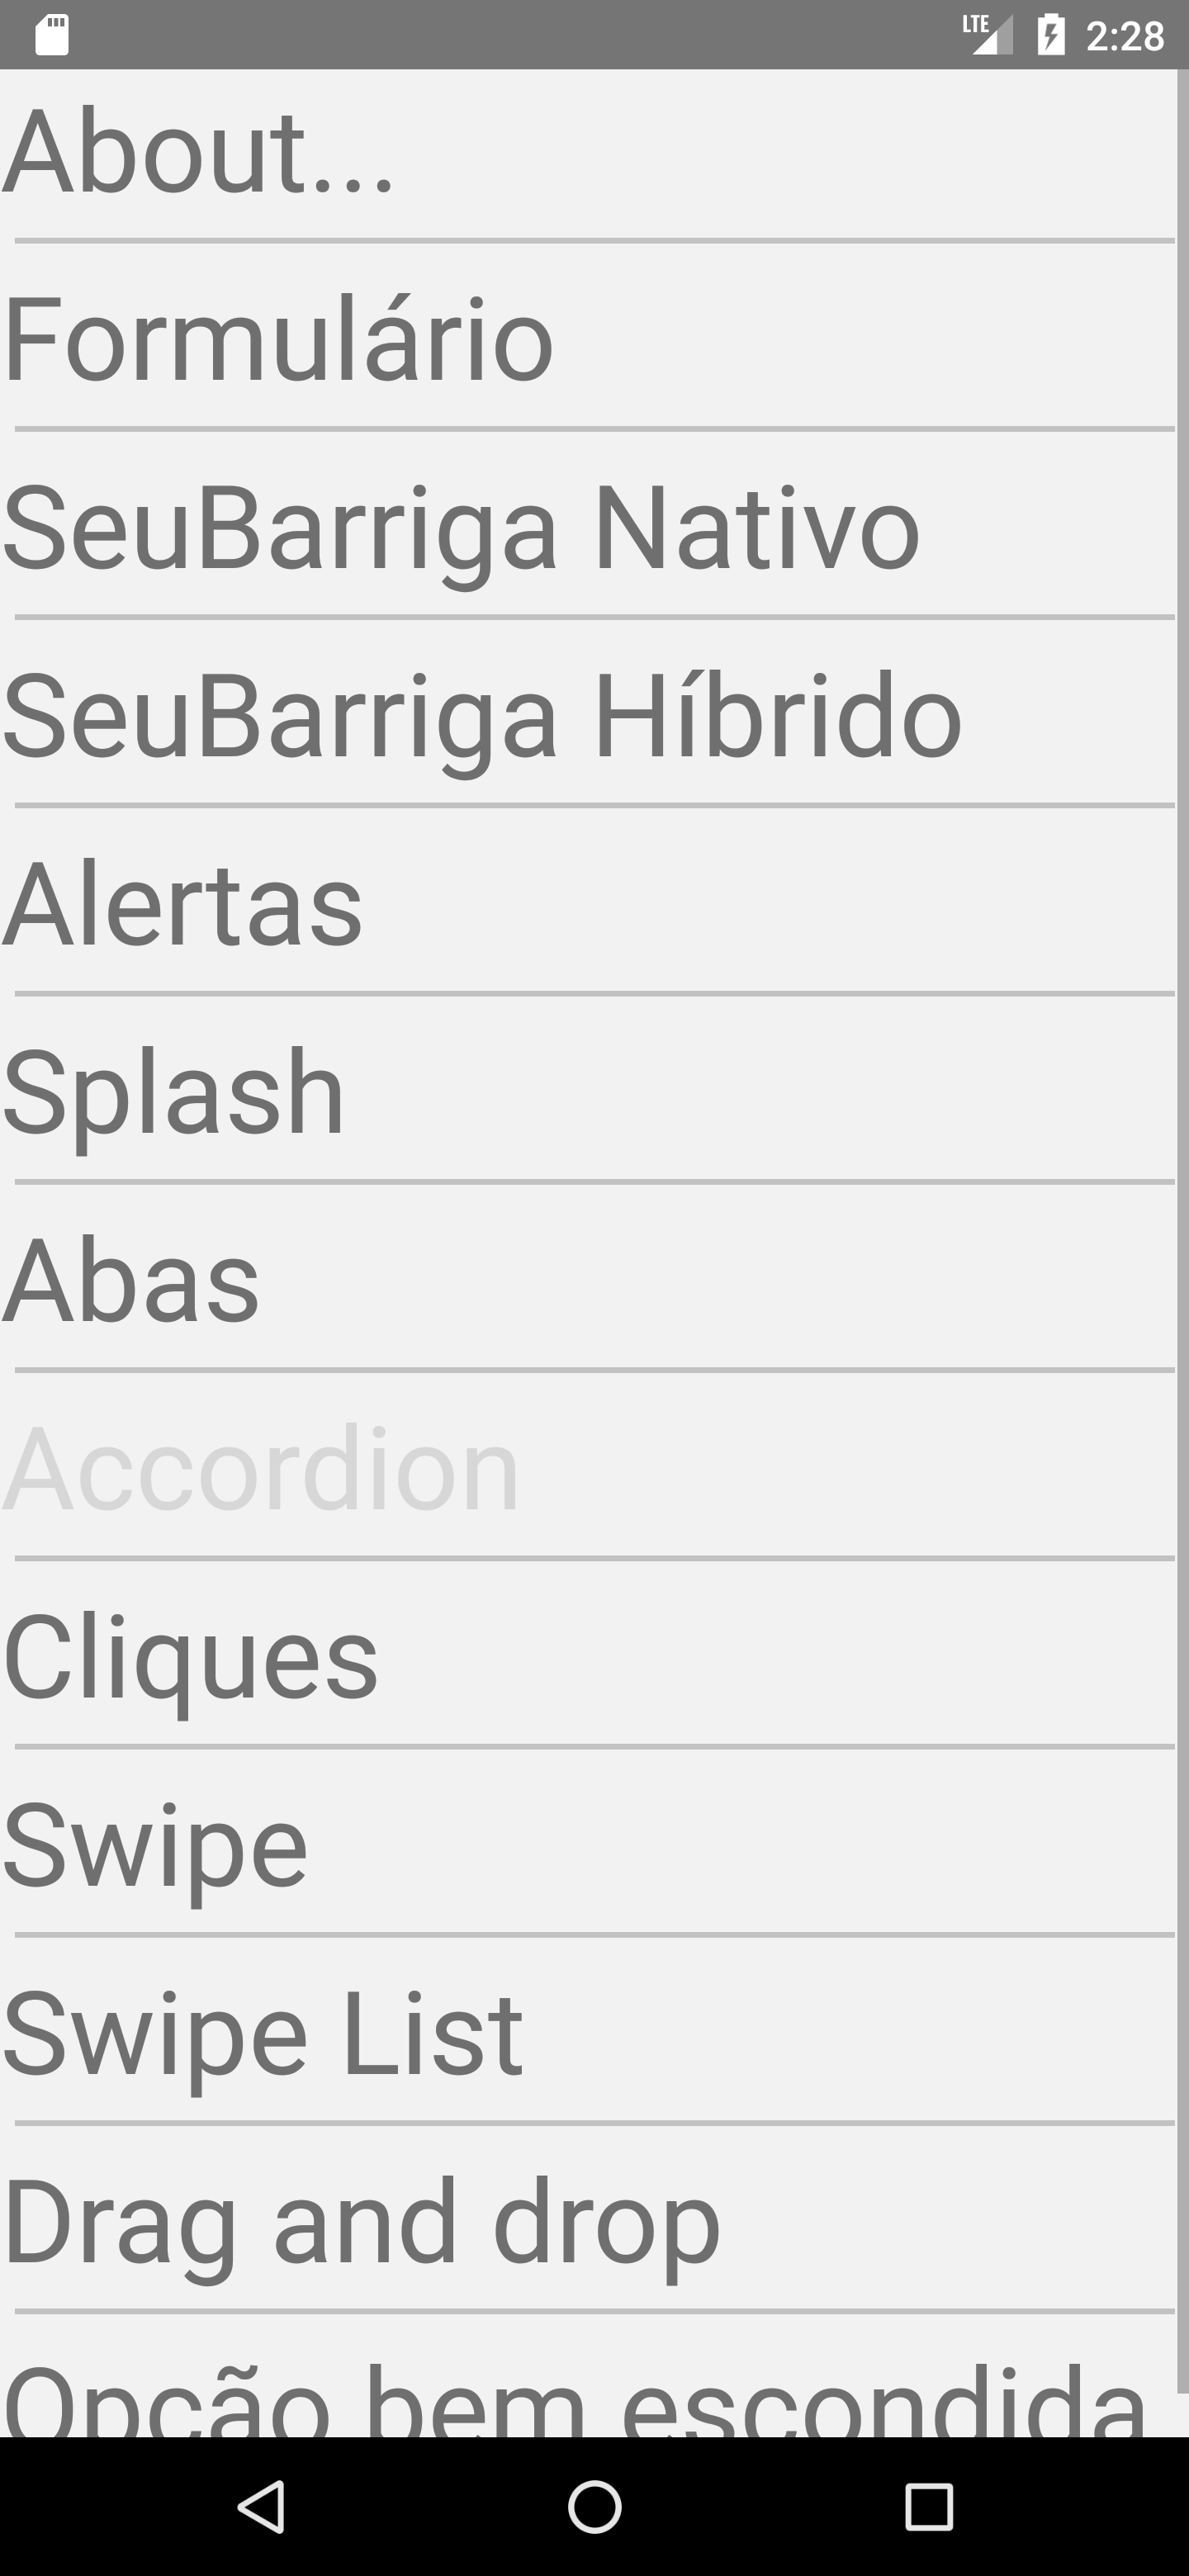 LTE 2:28
About...
Formulário
SeuBarriga Nativo
SeuBarriga Híbrido
Alertas
Splash
Abas
Accordion
Cliques
Swipe
Swipe List
Drag and drop
Opção bem escondida